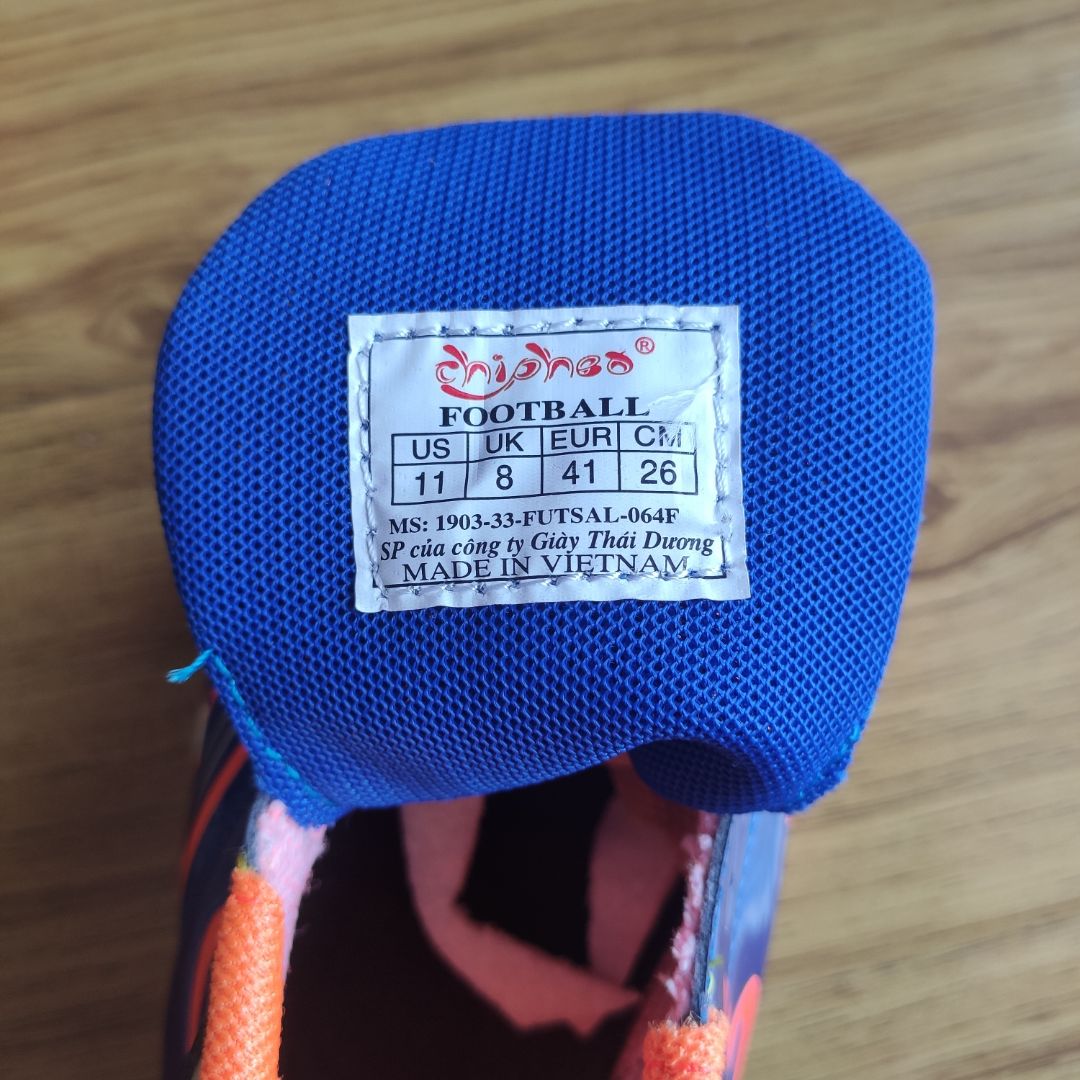 chipheo®
FOOTBALL
US UK EUR CM
11 8 41 26
MS: 1903-33-FUTSAL-064F
SP của công ty Giày Thái Dương
MADE IN VIETNAM